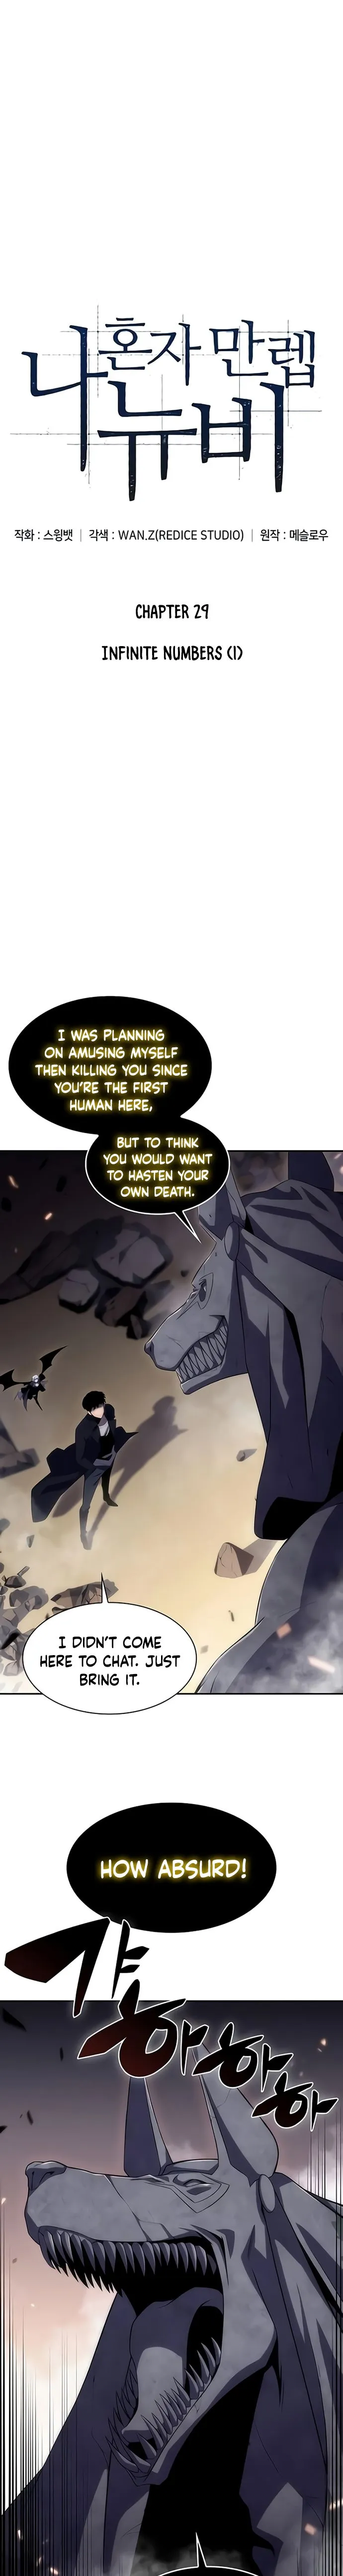 나 혼자 만렙
뉴비
작화 : 스윙뱃 | 각색 : WAN.Z(REDICE STUDIO) | 원작 : 메슬로우
CHAPTER 29
INFINITE NUMBERS (1)
I WAS PLANNING
ON AMUSING MYSELF
THEN KILLING YOU SINCE
YOU'RE THE FIRST
HUMAN HERE,
BUT TO THINK
YOU WOULD WANT
TO HASTEN YOUR
OWN DEATH.
I DIDN'T COME
HERE TO CHAT. JUST
BRING IT.
HOW ABSURD!
캬하하하